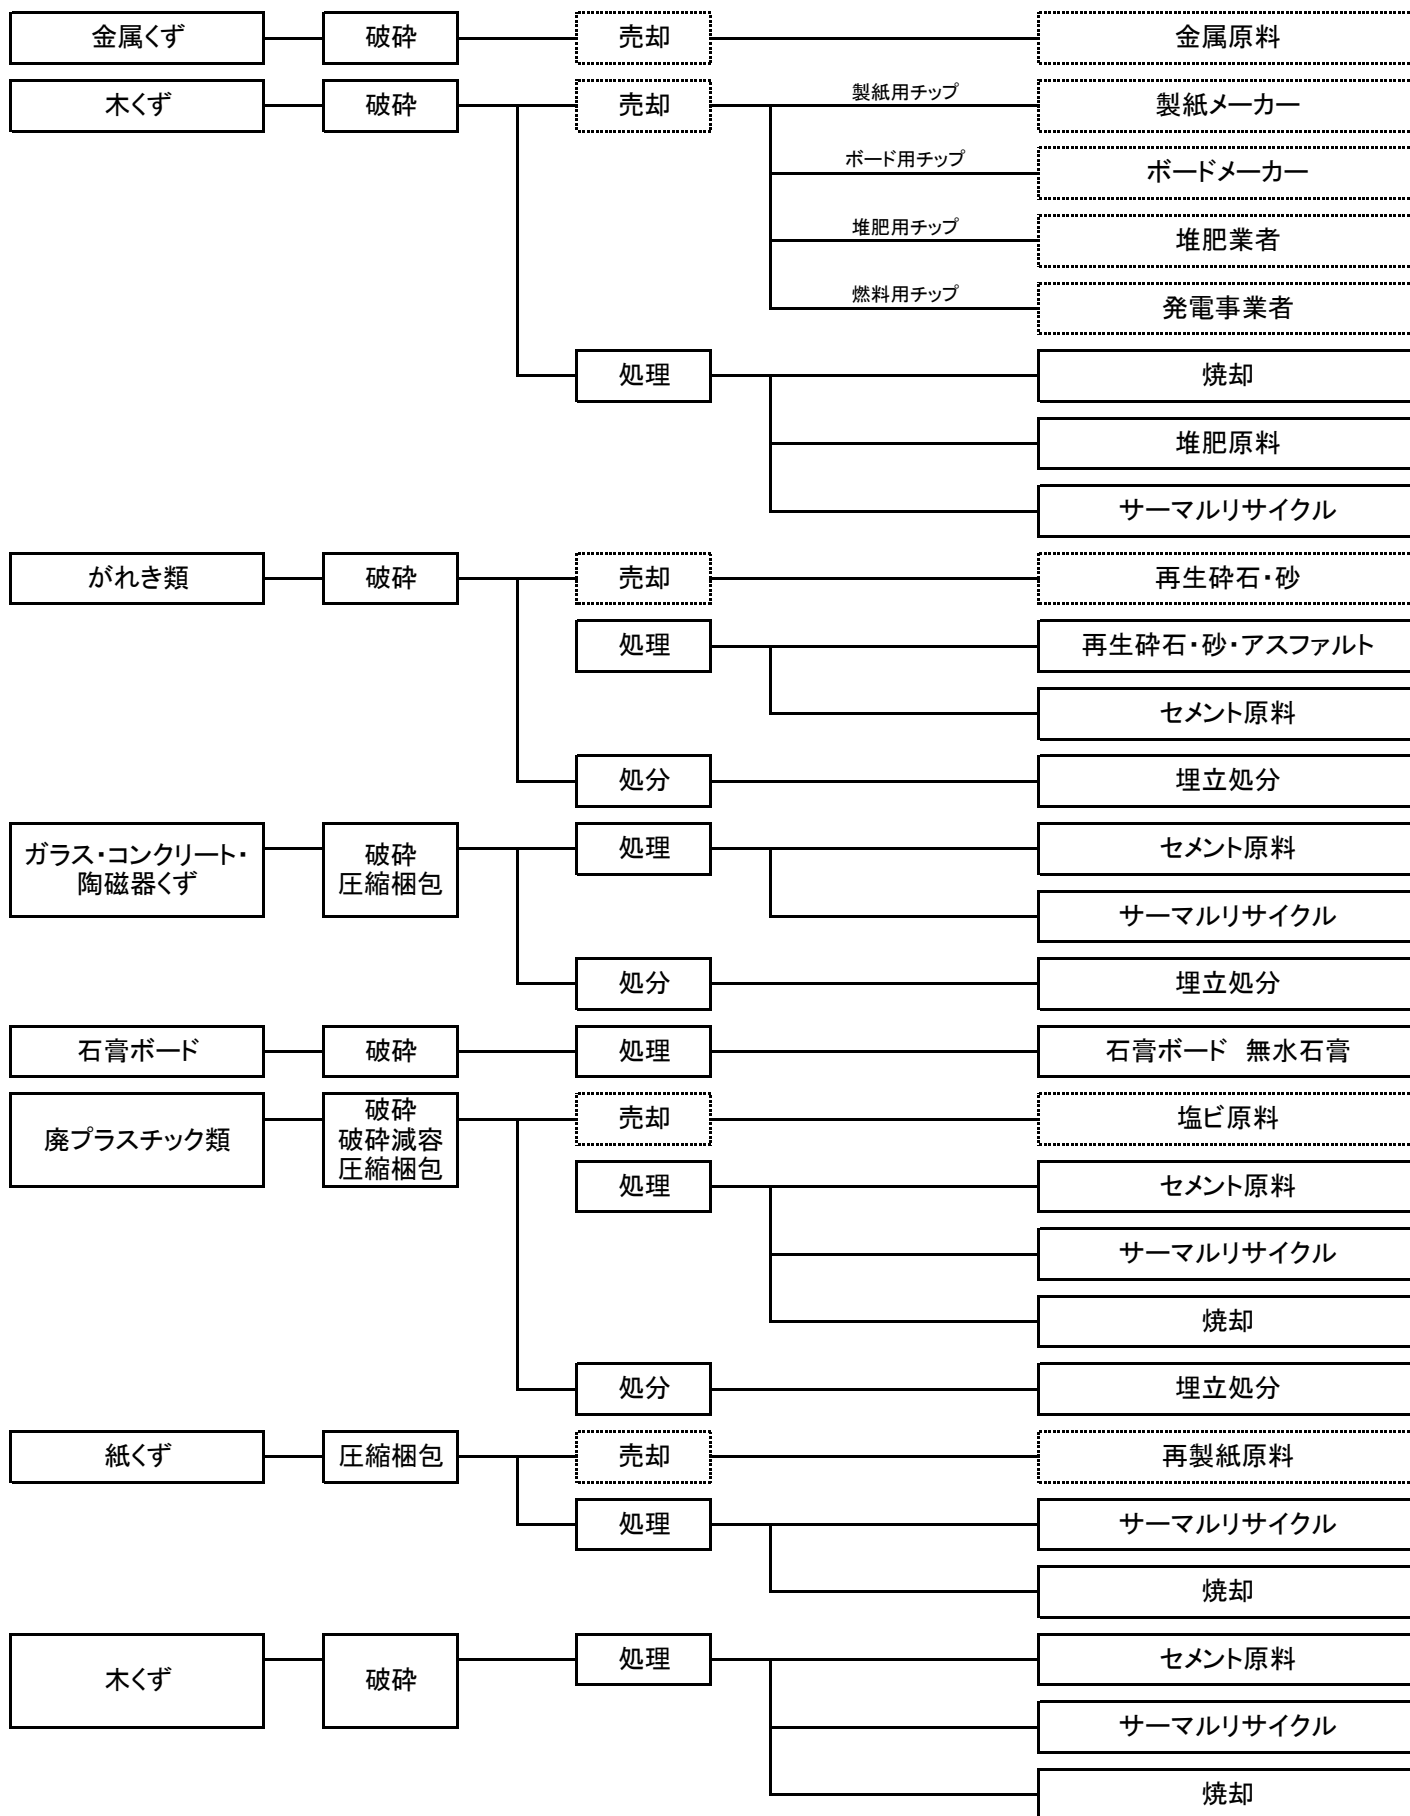 金属くず 破砕 売却 金属原料
木くず 破砕 売却 製紙用チップ 製紙メーカー
ボード用チップ ボードメーカー
堆肥用チップ 堆肥業者
燃料用チップ 発電事業者
処理 焼却
堆肥原料
サーマルリサイクル
がれき類 破砕 売却 再生砕石・砂
処理 再生砕石・砂・アスファルト
セメント原料
処分 埋立処分
ガラス・コンクリート・
陶磁器くず
破砕
圧縮梱包
処理 セメント原料
サーマルリサイクル
処分 埋立処分
石膏ボード 破砕 処理 石膏ボード　無水石膏
廃プラスチック類
破砕
破砕減容
圧縮梱包
売却 塩ビ原料
処理 セメント原料
サーマルリサイクル
焼却
処分 埋立処分
紙くず 圧縮梱包 売却 再製紙原料
処理 サーマルリサイクル
焼却
木くず 破砕 処理 セメント原料
サーマルリサイクル
焼却